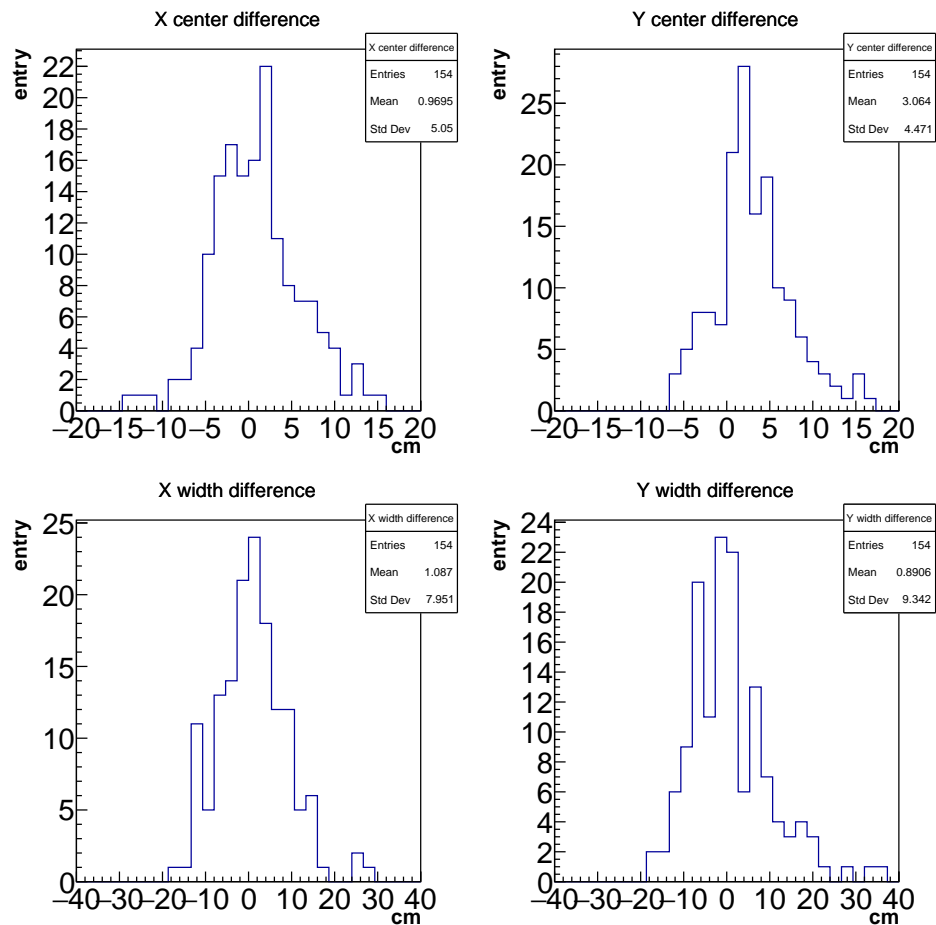 X center difference
entry
X center difference
Entries 154
Mean 0.9695
Std Dev 5.05
22
20
18
16
14
12
10
8
6
4
2
0
−20 −15 −10 −5 0 5 10 15 20
cm
Y center difference
entry
Y center difference
Entries 154
Mean 3.064
Std Dev 4.471
25
20
15
10
5
0
−20 −15 −10 −5 0 5 10 15 20
cm
X width difference
entry
X width difference
Entries 154
Mean 1.087
Std Dev 7.951
25
20
15
10
5
0
−40 −30 −20 −10 0 10 20 30 40
cm
Y width difference
entry
Y width difference
Entries 154
Mean 0.8906
Std Dev 9.342
24
22
20
18
16
14
12
10
8
6
4
2
0
−40 −30 −20 −10 0 10 20 30 40
cm